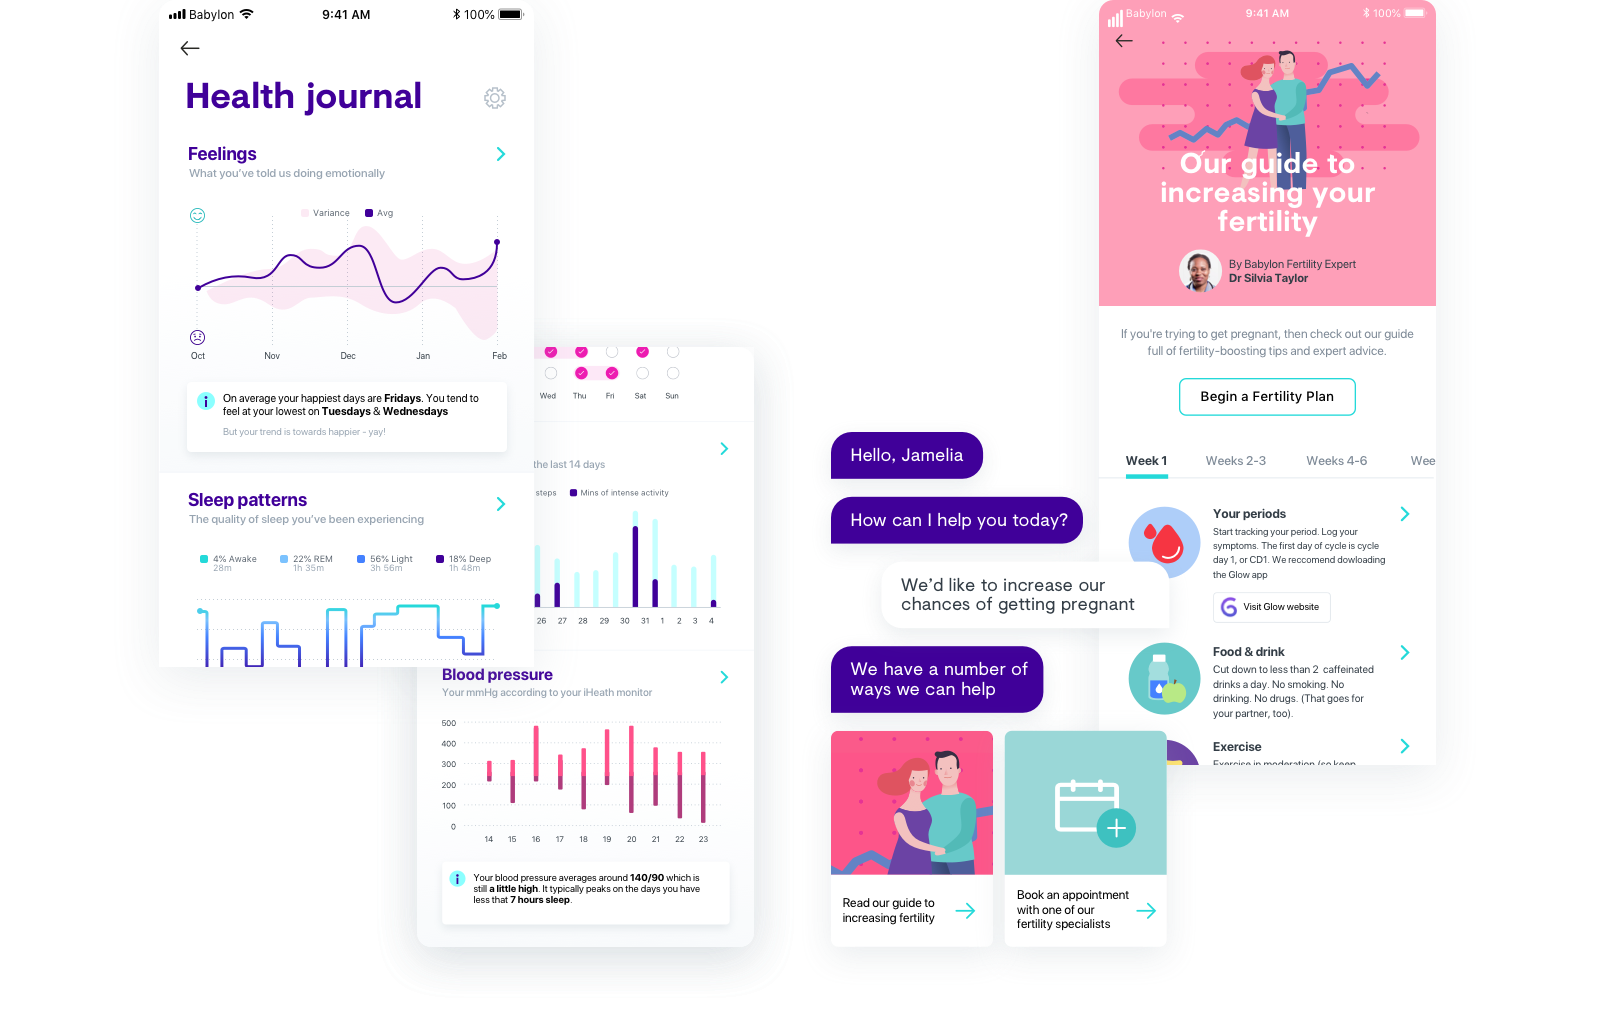 Babylon
9:41 AM
100%
Health journal
Feelings
What you've told us doing emotionally
Variance
Avg
Oct
Nov
Dec
Jan
Feb
On average your happiest days are Fridays. You tend to
feel at your lowest on Tuesdays & Wednesdays
But your trend is towards happier - yay!
Sleep patterns
The quality of sleep you've been experiencing
4% Awake
28m
22% REM
1h 35m
56% Light
3h 56m
18% Deep
1h 48m
Wed
Thu
Fri
Sat
Sun
the last 14 days
steps
Mins of intense activity
26
27
28
29
30
31
1
2
3
4
Blood pressure
Your mmHg according to your iHeath monitor
500
400
300
200
100
0
14
15
16
17
18
19
20
21
22
23
Your blood pressure averages around 140/90 which is
still a little high. It typically peaks on the days you have
less that 7 hours sleep.
Hello, Jamelia
How can I help you today?
We'd like to increase our
chances of getting pregnant
We have a number of
ways we can help
Read our guide to
increasing fertility
Book an appointment
with one of our
fertility specialists
Babylon
9:41 AM
100%
Our guide to
increasing your
fertility
By Babylon Fertility Expert
Dr Silvia Taylor
If you're trying to get pregnant, then check out our guide
full of fertility-boosting tips and expert advice.
Begin a Fertility Plan
Week 1
Weeks 2-3
Weeks 4-6
Wee
Your periods
Start tracking your period. Log your
symptoms. The first day of cycle is cycle
day 1, or CD1. We reccomend dowloading
the Glow app
Visit Glow website
Food & drink
Cut down to less than 2 caffeinated
drinks a day. No smoking. No
drinking. No drugs. (That goes for
your partner, too).
Exercise
Exercise in moderation (so keep